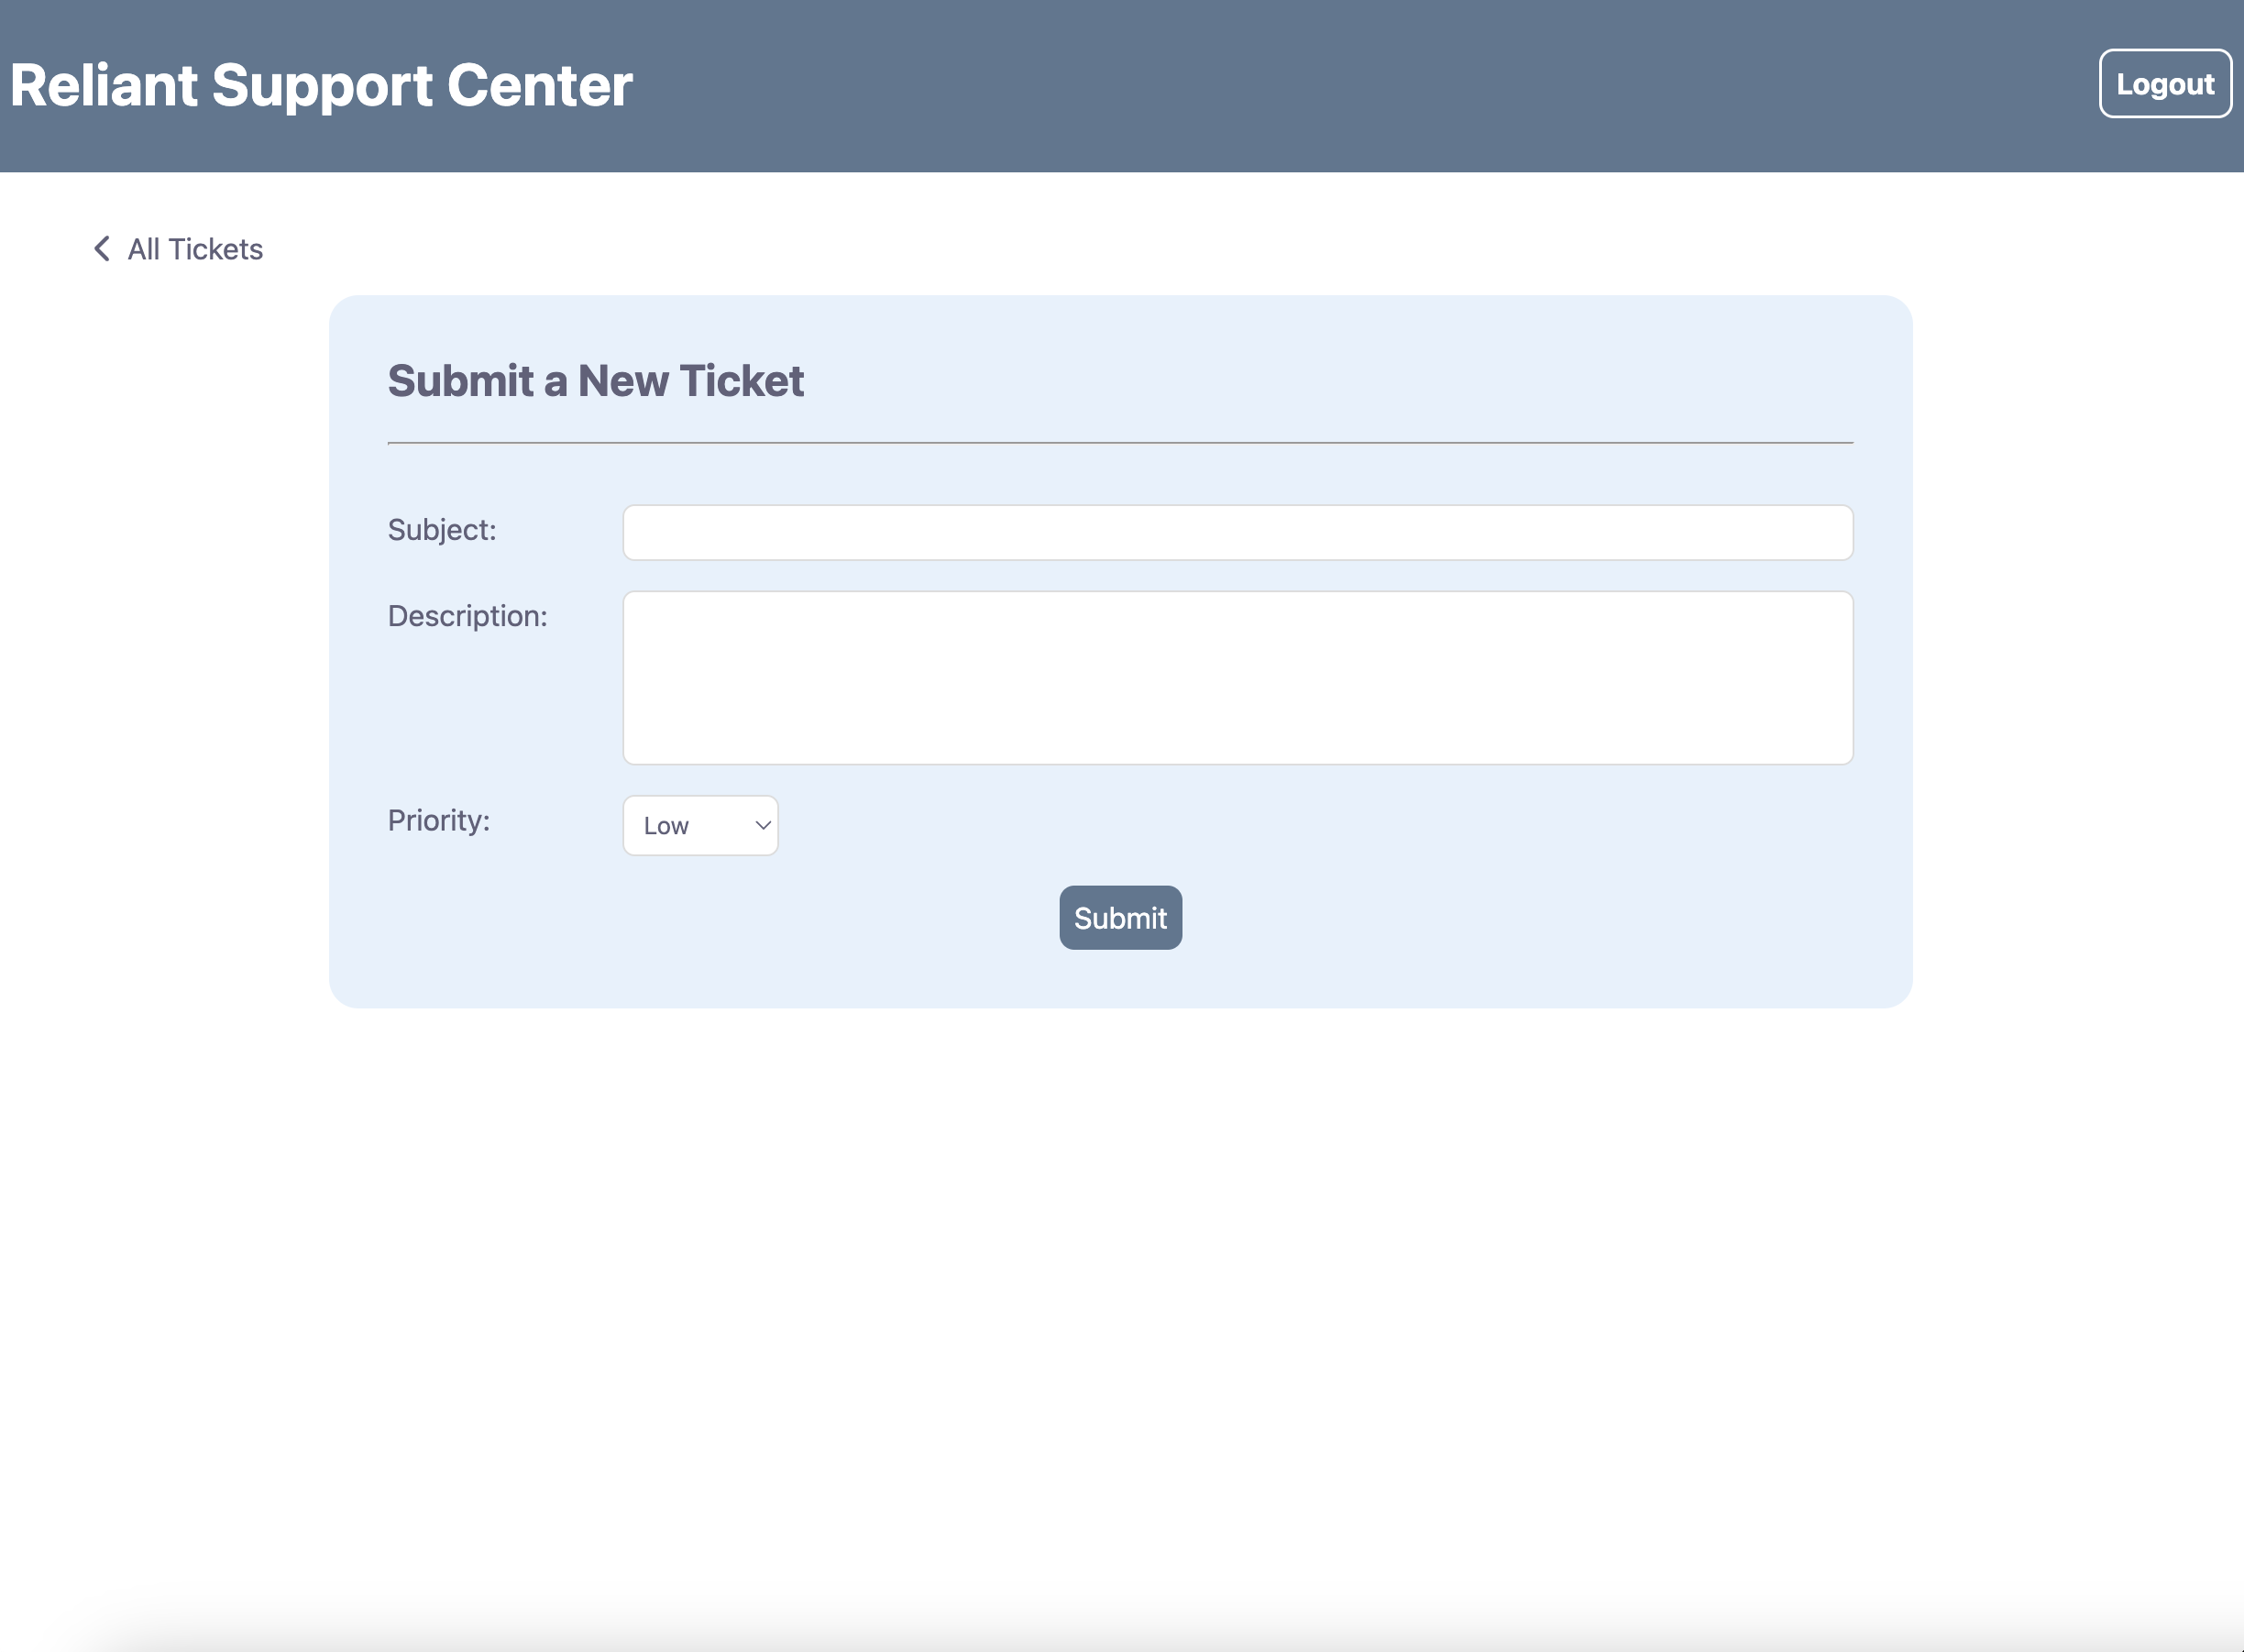 Reliant Support Center
Logout
All Tickets
Submit a New Ticket
Subject:
Description:
Priority:
Low
Submit